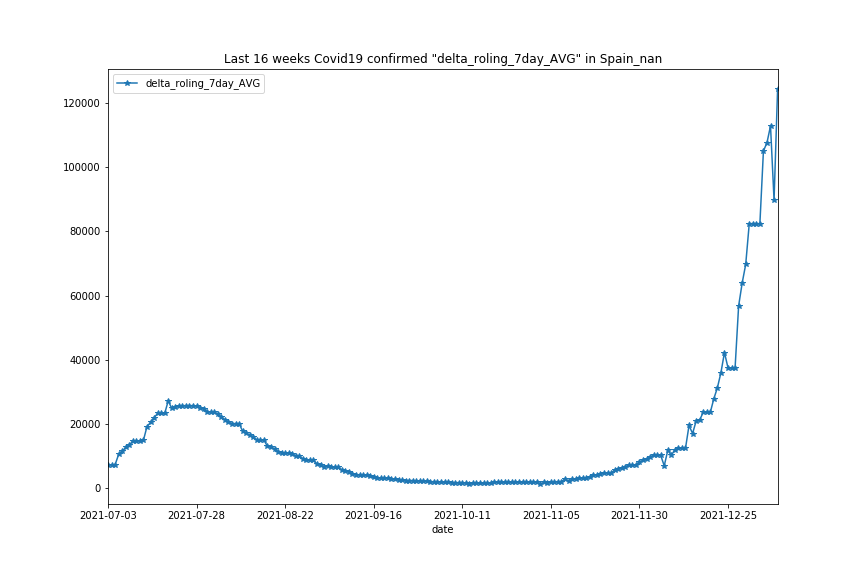 Last 16 weeks Covid19 confirmed "delta_roling_7day_AVG" in Spain_nan
delta_roling_7day_AVG
120000
100000
80000
60000
40000
20000
0
2021-07-03 2021-07-28 2021-08-22 2021-09-16 2021-10-11 2021-11-05 2021-11-30 2021-12-25
date